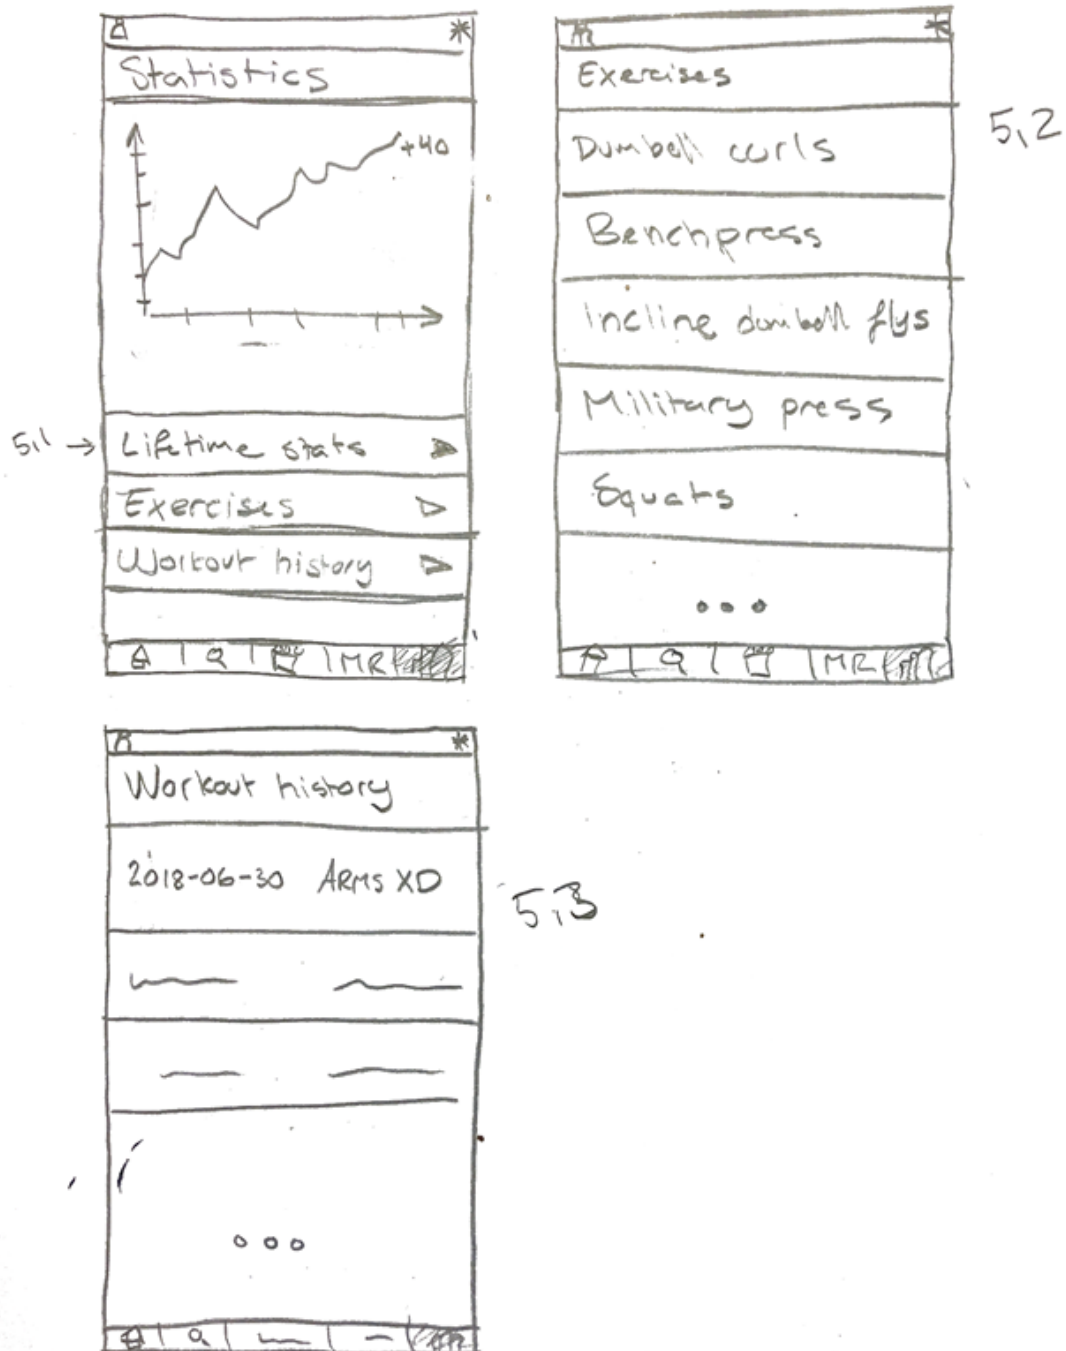 Statistics
+40
5,1 → Lifetime stats
Exercises
Workout history
MR
5,2
Exercises
Dumbell curls
Benchpress
Incline dumbell flys
Military press
Squats
MR
5,3
Workout history
2018-06-30 ARMS XD